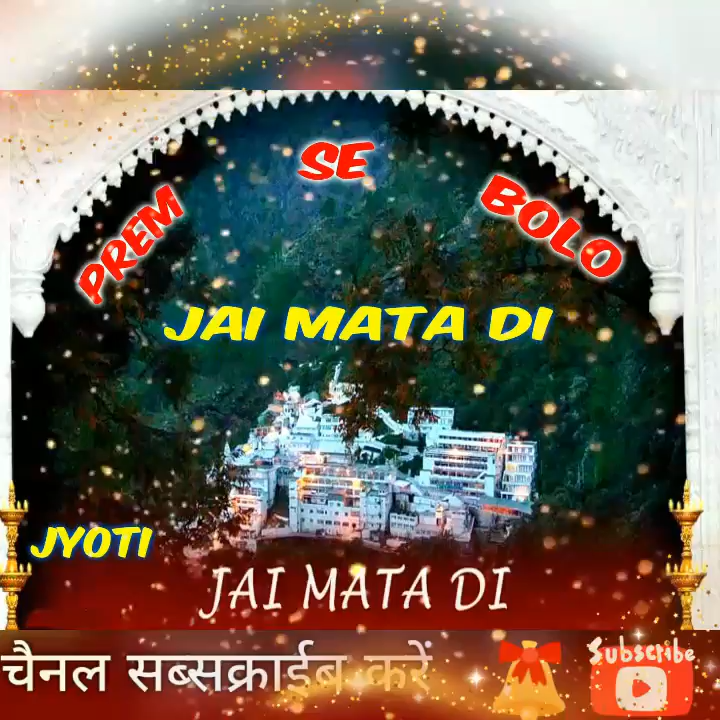 PREM SE BOLO
JAI MATA DI
JYOTI
JAI MATA DI
चैनल सब्सक्राईब करें
Subscribe